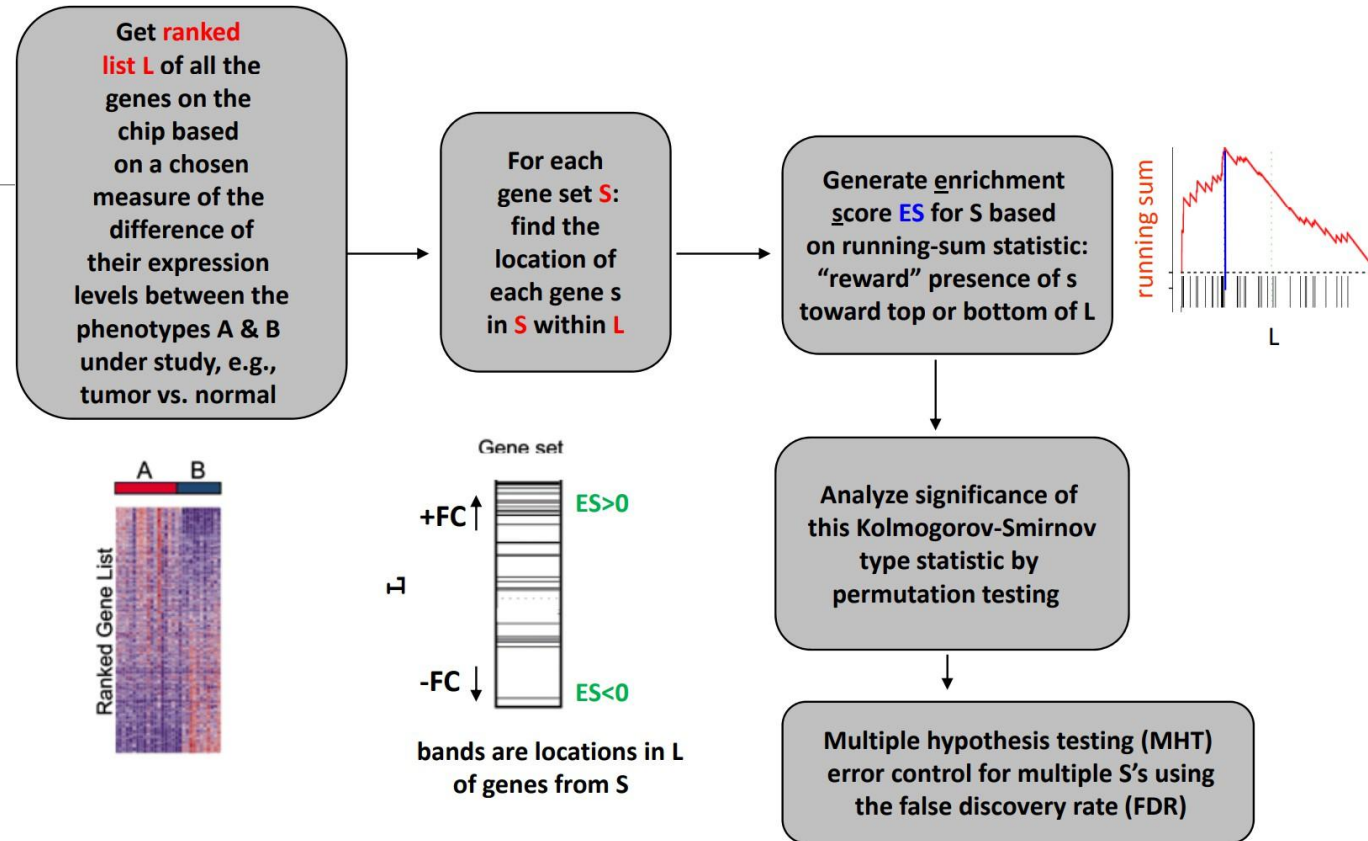 Get ranked
list L of all the
genes on the
chip based
on a chosen
measure of the
difference of
their expression
levels between the
phenotypes A & B
under study, e.g.,
tumor vs. normal
For each
gene set S:
find the
location of
each gene s
in S within L
Generate enrichment
score ES for S based
on running-sum statistic:
“reward” presence of s
toward top or bottom of L
running sum
L
Analyze significance of
this Kolmogorov-Smirnov
type statistic by
permutation testing
Multiple hypothesis testing (MHT)
error control for multiple S’s using
the false discovery rate (FDR)
A B
Ranked Gene List
Gene set
+FC
ES>0
L
-FC
ES<0
bands are locations in L
of genes from S